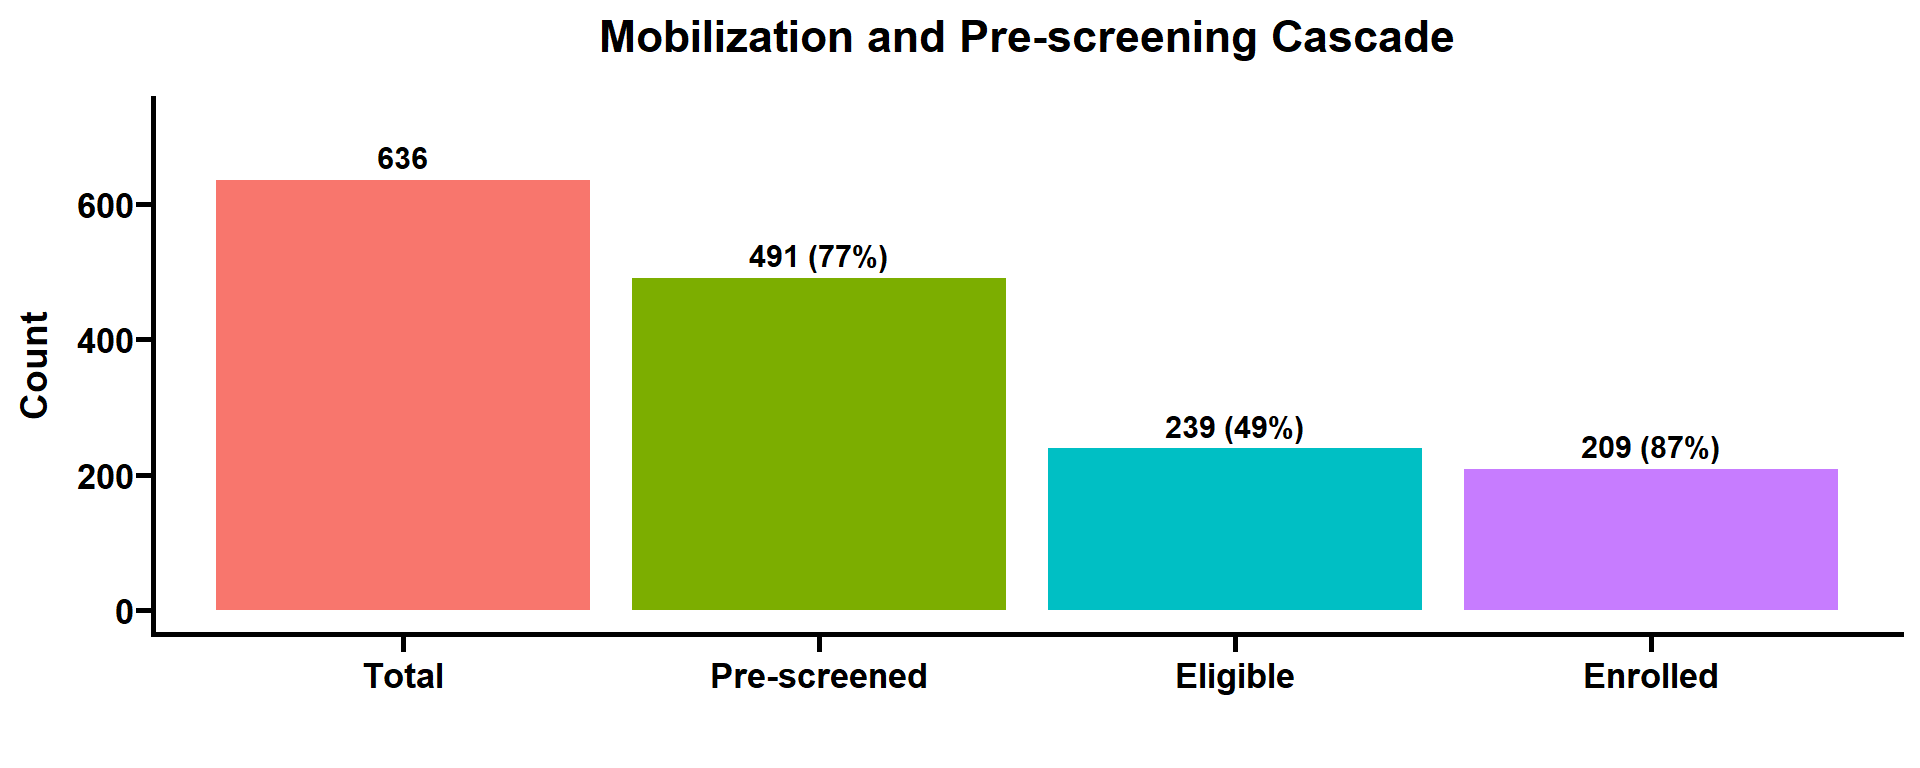 Mobilization and Pre-screening Cascade
Count
600
400
200
0
636
491 (77%)
239 (49%)
209 (87%)
Total
Pre-screened
Eligible
Enrolled